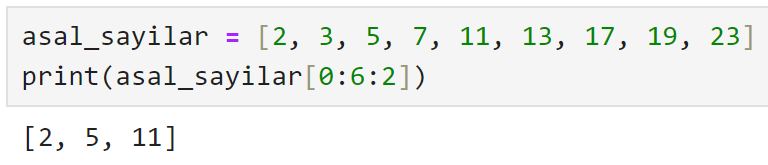 asal_sayilar = [2, 3, 5, 7, 11, 13, 17, 19, 23]
print(asal_sayilar[0:6:2])
[2, 5, 11]